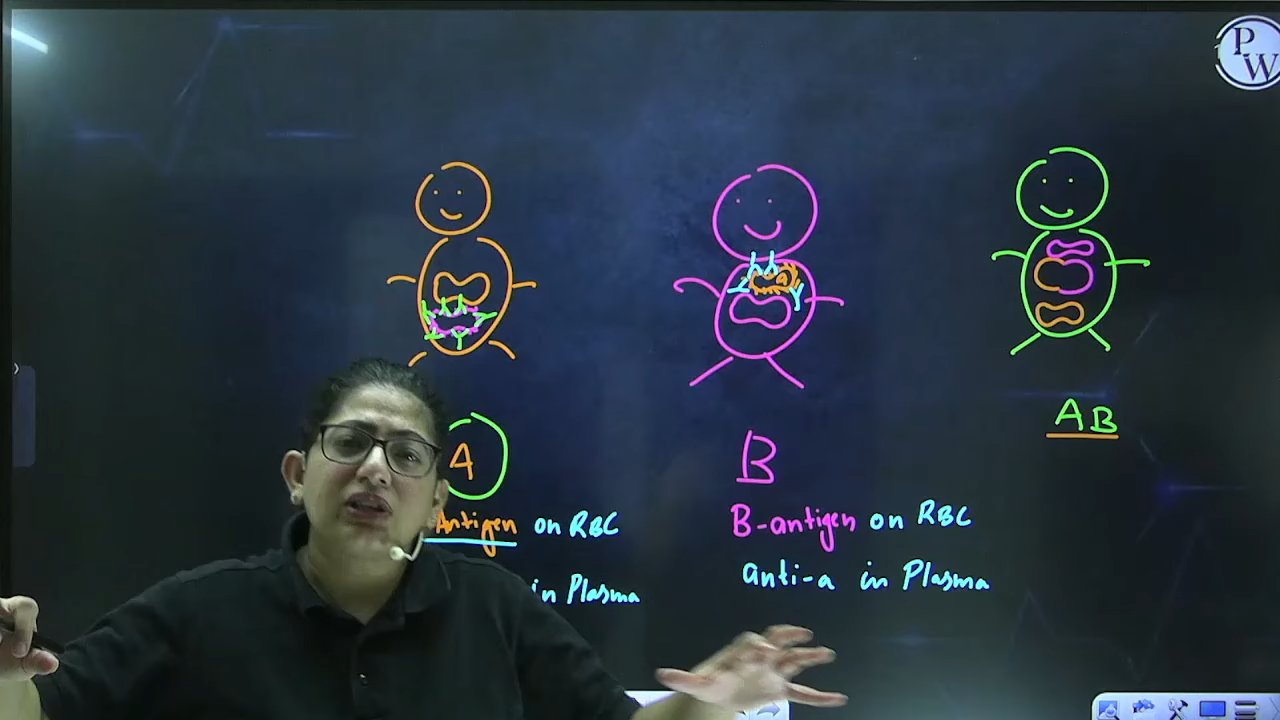 PW
a
AB
A
B
Antigen on RBC
B-antigen on RBC
in Plasma
anti-a in Plasma